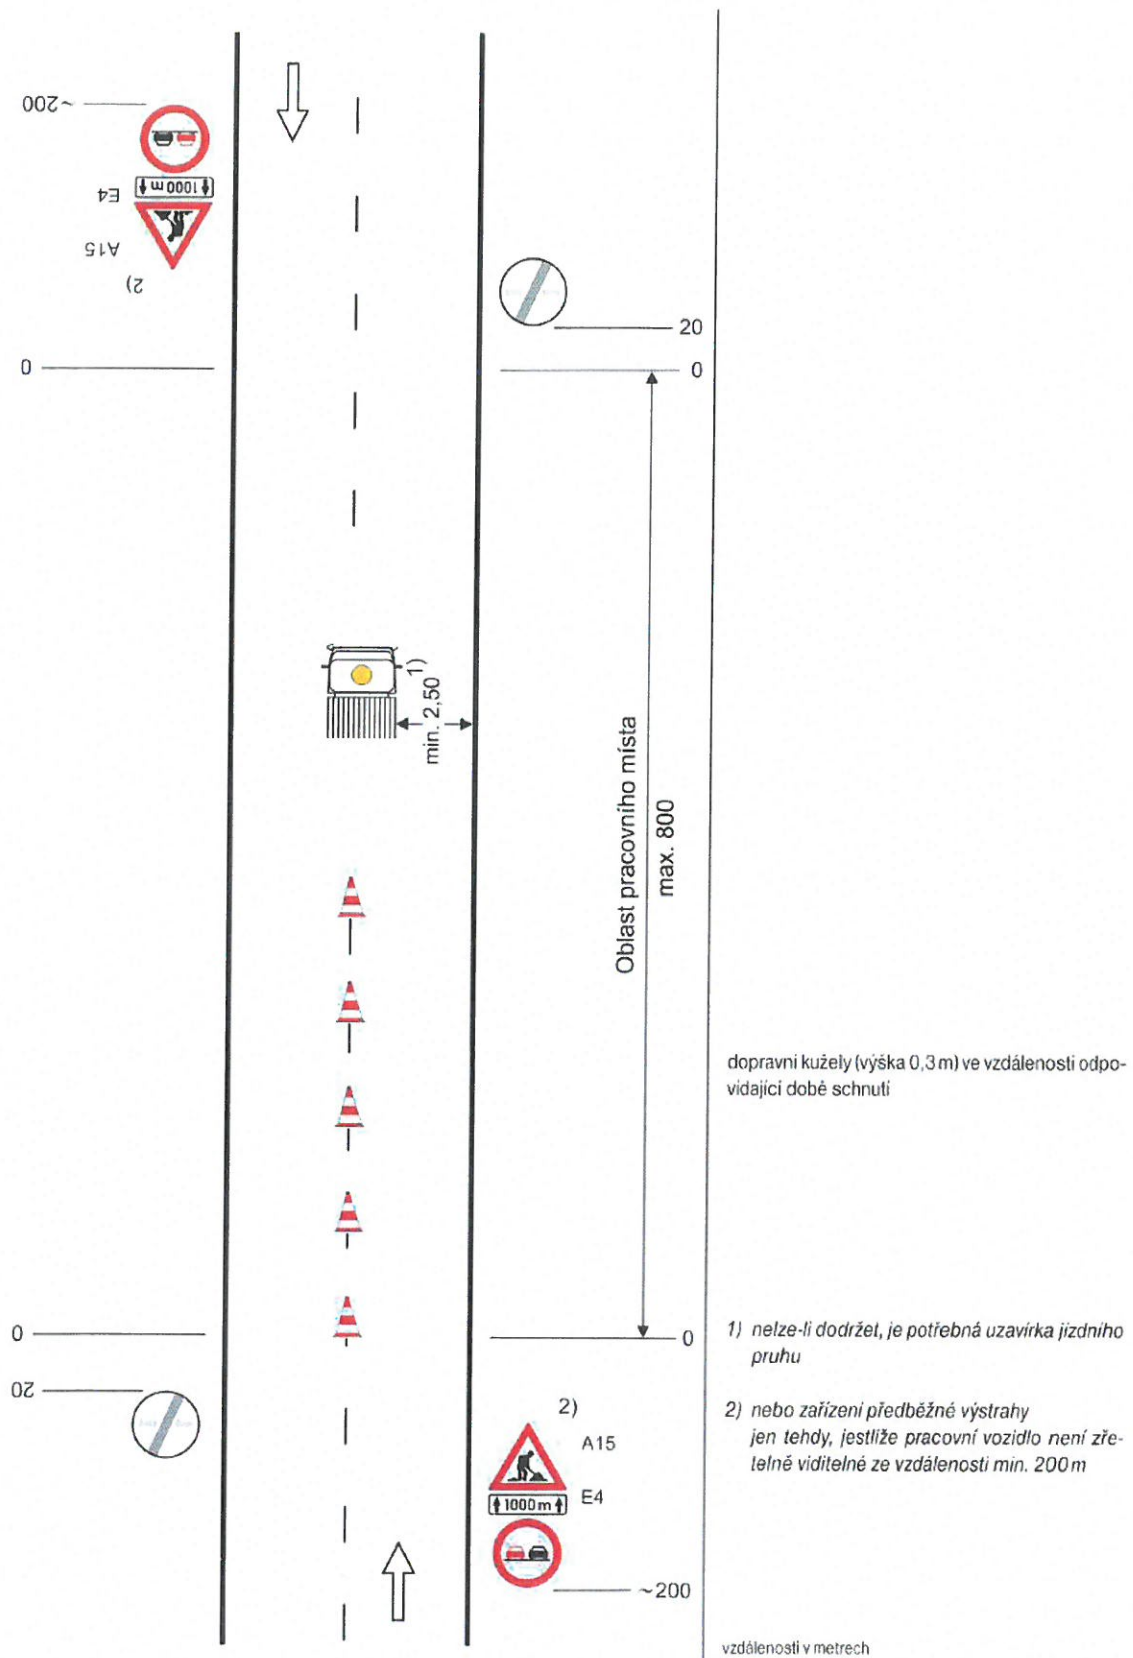 ~200
1000 m
E4
A15
2)
20
0
0
1)
min. 2,50
Oblast pracovního místa
max. 800
dopravní kužely (výška 0,3 m) ve vzdálenosti odpo-
vídající době schnutí
0
0
20
1) nelze-li dodržet, je potřebná uzavírka jízdního
pruhu
2) nebo zařízení předběžné výstrahy
jen tehdy, jestliže pracovní vozidlo není zře-
telně viditelné ze vzdálenosti min. 200 m
2)
A15
1000 m
E4
~200
vzdálenosti v metrech